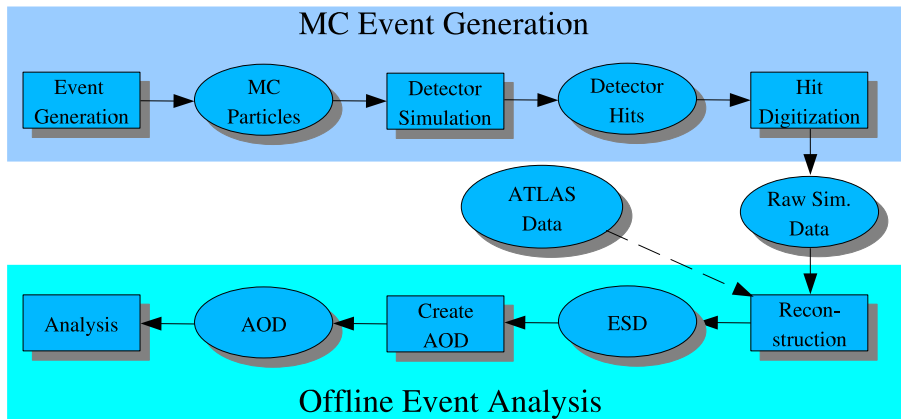 MC Event Generation
Event
Generation
MC
Particles
Detector
Simulation
Detector
Hits
Hit
Digitization
ATLAS
Data
Raw Sim.
Data
Analysis
AOD
Create
AOD
ESD
Recon-
struction
Offline Event Analysis